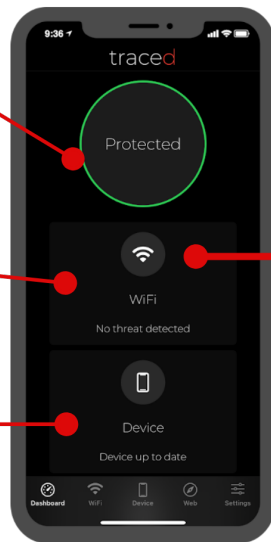 9:36
traced
Protected
WiFi
No threat detected
Device
Device up to date
Dashboard WiFi Device Web Settings